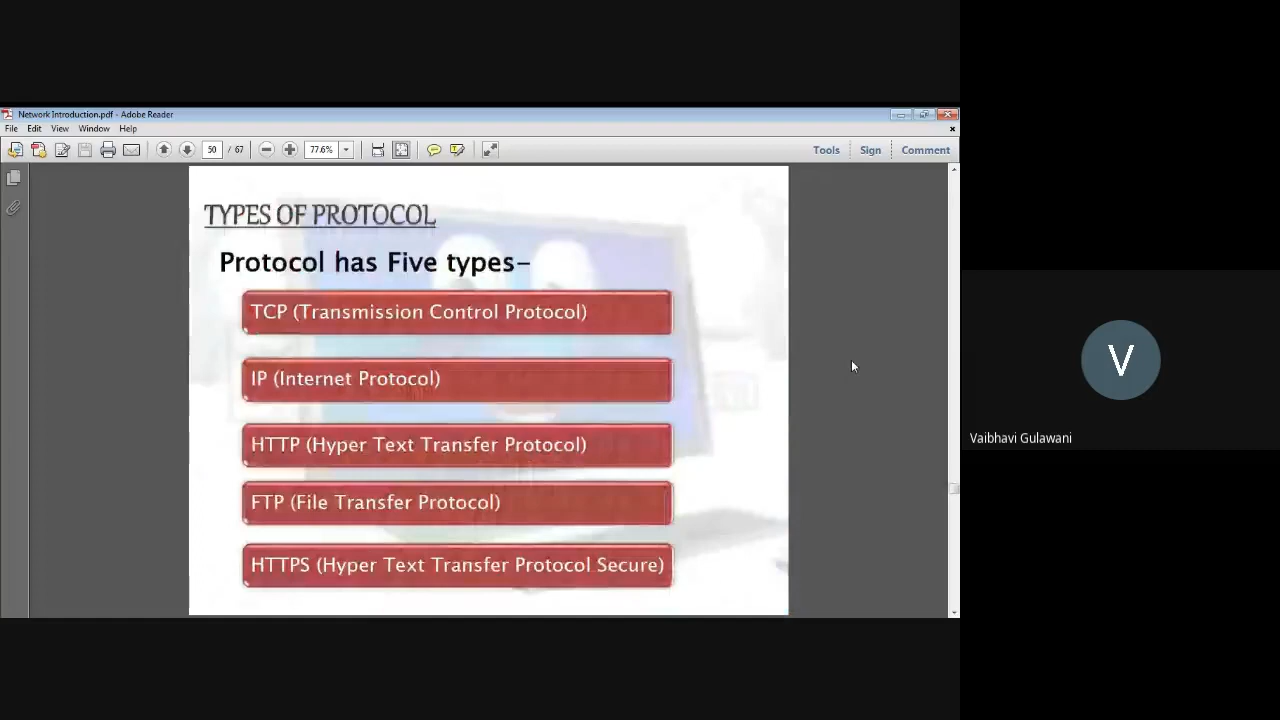 Network Introduction.pdf - Adobe Reader
File Edit View Window Help
50 / 67 77.6% Tools Sign Comment
TYPES OF PROTOCOL
Protocol has Five types–
TCP (Transmission Control Protocol)
IP (Internet Protocol)
HTTP (Hyper Text Transfer Protocol)
FTP (File Transfer Protocol)
HTTPS (Hyper Text Transfer Protocol Secure)
V
Vaibhavi Gulawani